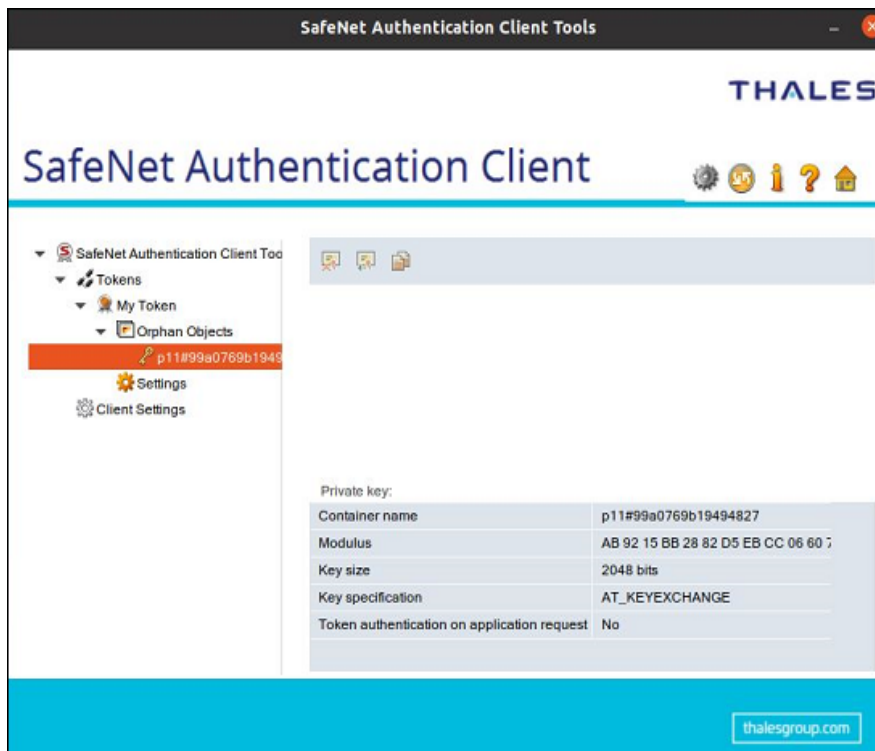 SafeNet Authentication Client Tools
THALES
SafeNet Authentication Client
SafeNet Authentication Client Too
Tokens
My Token
Orphan Objects
p11#99a0769b1949
Settings
Client Settings
Private key:
Container name p11#99a0769b19494827
Modulus AB 92 15 BB 28 82 D5 EB CC 06 60 7
Key size 2048 bits
Key specification AT_KEYEXCHANGE
Token authentication on application request No
thalesgroup.com